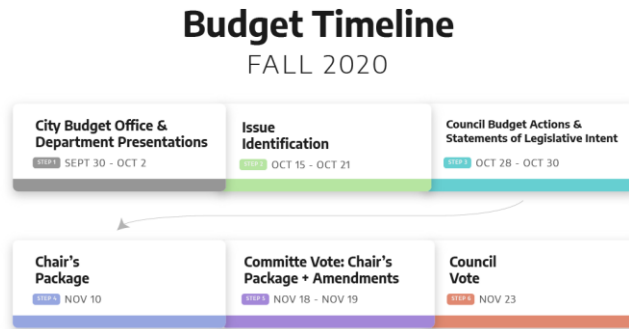 Budget Timeline
FALL 2020
City Budget Office &
Department Presentations
STEP 1 SEPT 30 - OCT 2
Issue
Identification
STEP 2 OCT 15 - OCT 21
Council Budget Actions &
Statements of Legislative Intent
STEP 3 OCT 28 - OCT 30
Chair's
Package
STEP 4 NOV 10
Committe Vote: Chair's
Package + Amendments
STEP 5 NOV 18 - NOV 19
Council
Vote
STEP 6 NOV 23